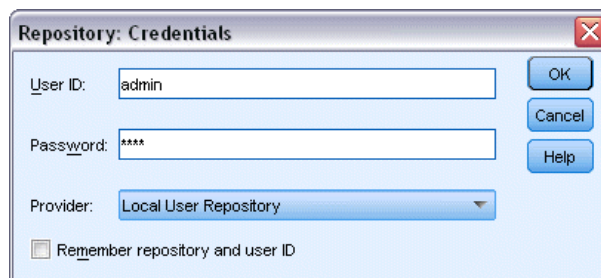 Repository: Credentials
User ID: admin
OK
Cancel
Password: ****
Help
Provider: Local User Repository
Remember repository and user ID